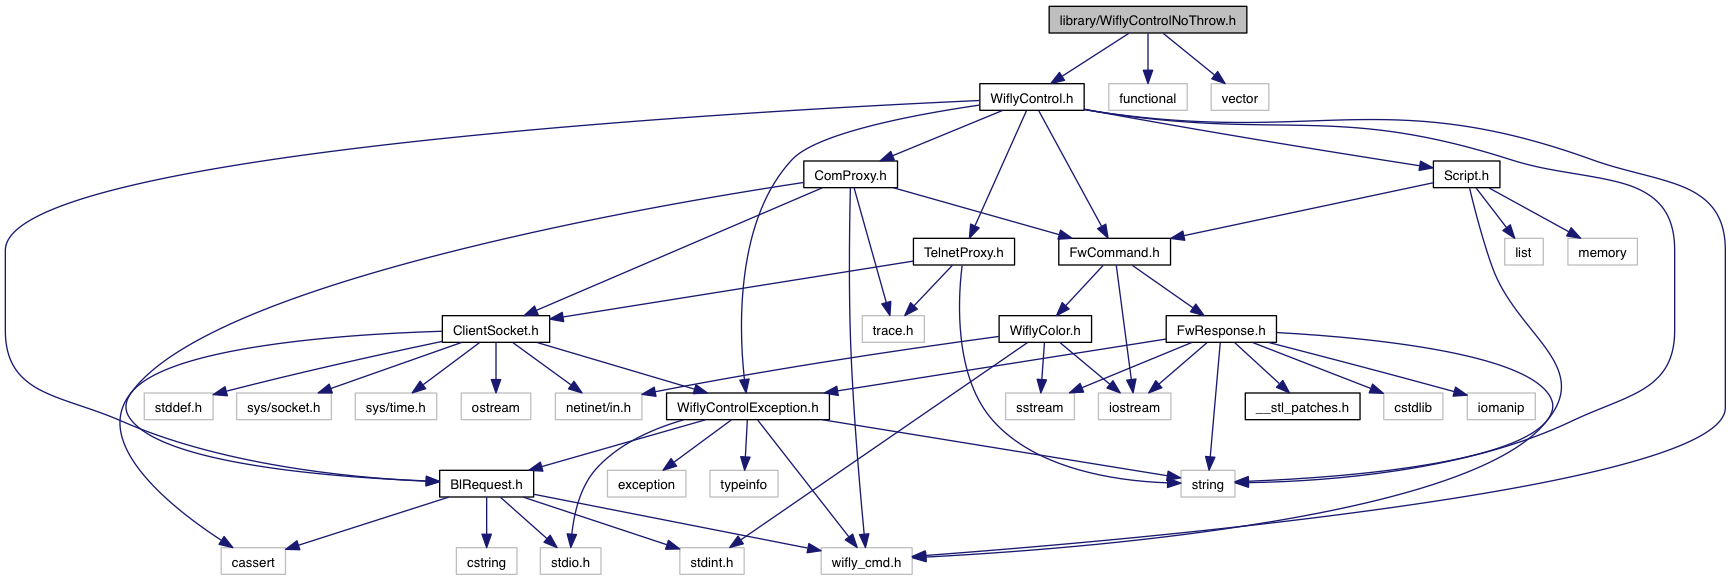 library/WiflyControlNoThrow.h
WiflyControl.h
functional
vector
ComProxy.h
Script.h
TelnetProxy.h
FwCommand.h
list
memory
ClientSocket.h
trace.h
WiflyColor.h
FwResponse.h
stddef.h
sys/socket.h
sys/time.h
ostream
netinet/in.h
WiflyControlException.h
sstream
iostream
__stl_patches.h
cstdlib
iomanip
BlRequest.h
exception
typeinfo
string
cassert
cstring
stdio.h
stdint.h
wifly_cmd.h